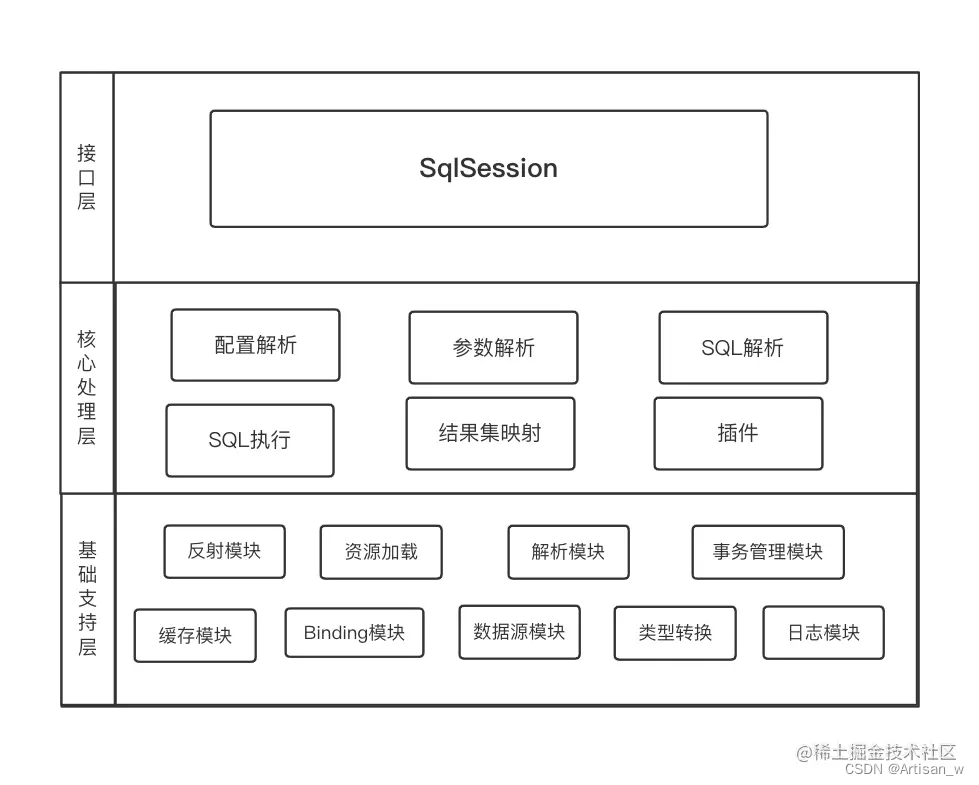 接口层
SqlSession
核心处理层
配置解析
参数解析
SQL解析
SQL执行
结果集映射
插件
基础支持层
反射模块
资源加载
解析模块
事务管理模块
缓存模块
Binding模块
数据源模块
类型转换
日志模块
@稀土掘金技术社区
CSDN @Artisan_w